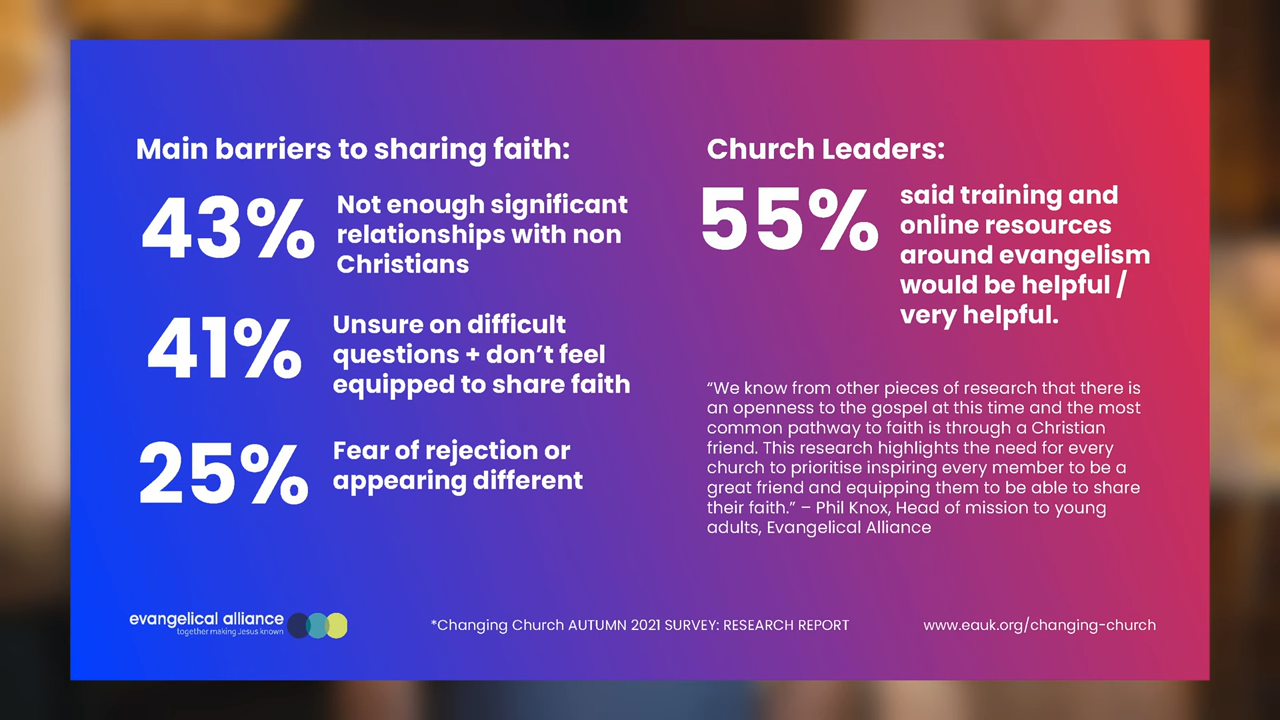 Main barriers to sharing faith:
43%
Not enough significant
relationships with non
Christians
41%
Unsure on difficult
questions + don’t feel
equipped to share faith
25%
Fear of rejection or
appearing different
Church Leaders:
55%
said training and
online resources
around evangelism
would be helpful /
very helpful.
“We know from other pieces of research that there is
an openness to the gospel at this time and the most
common pathway to faith is through a Christian
friend. This research highlights the need for every
church to prioritise inspiring every member to be a
great friend and equipping them to be able to share
their faith.” – Phil Knox, Head of mission to young
adults, Evangelical Alliance
evangelical alliance
together making Jesus known
*Changing Church AUTUMN 2021 SURVEY: RESEARCH REPORT
www.eauk.org/changing-church